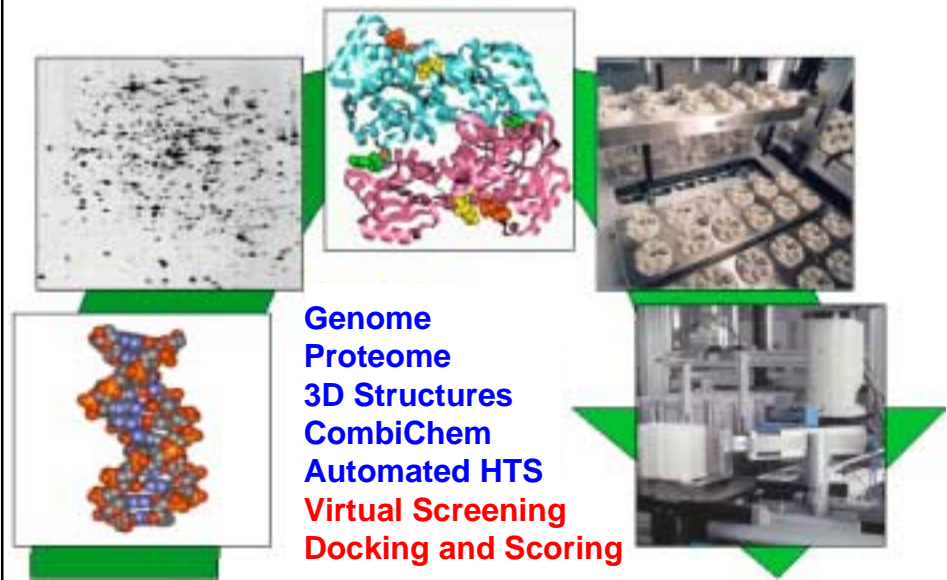 Genome
Proteome
3D Structures
CombiChem
Automated HTS
Virtual Screening
Docking and Scoring